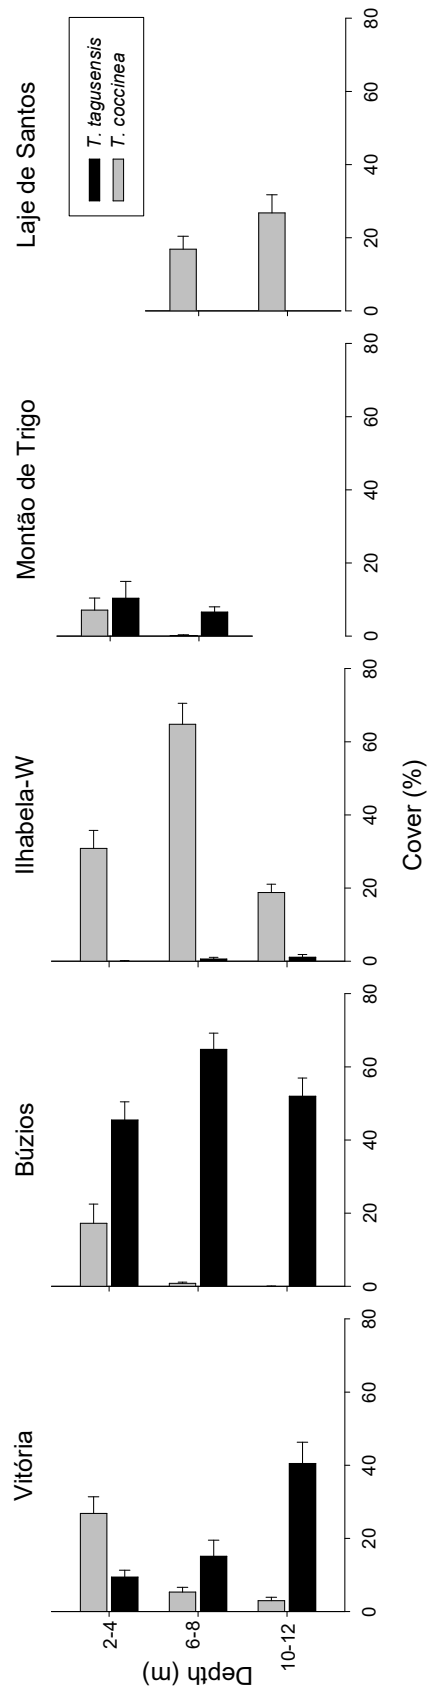 Vitória
Búzios
Ilhabela-W
Montão de Trigo
Laje de Santos
T. tagusensis
T. coccinea
Depth (m)
2-4
6-8
10-12
0 20 40 60 80
0 20 40 60 80
0 20 40 60 80
0 20 40 60 80
0 20 40 60 80
Cover (%)